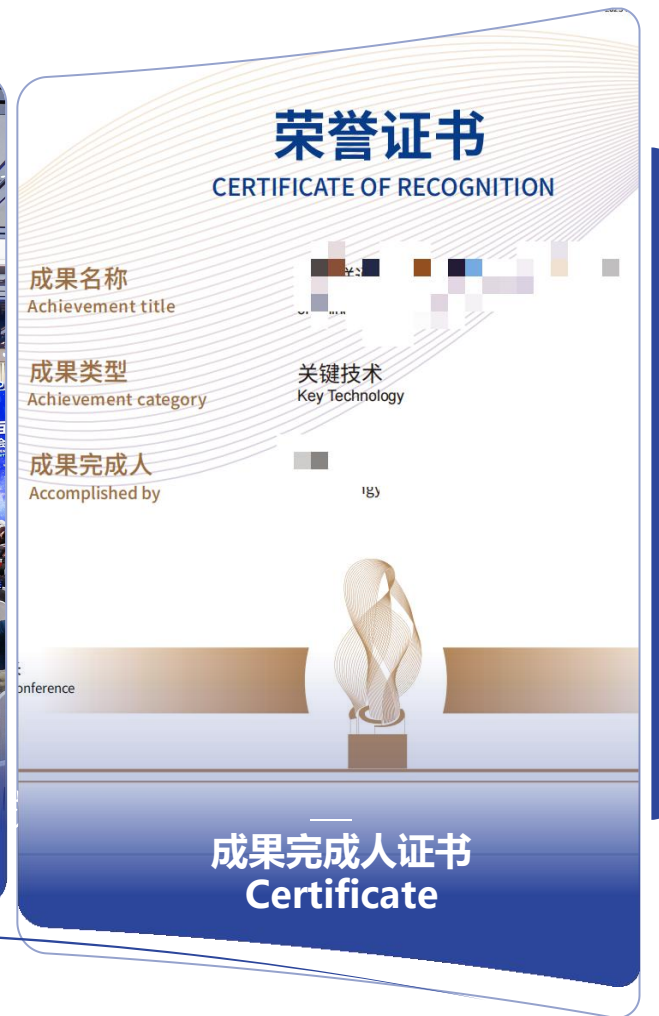 荣誉证书
CERTIFICATE OF RECOGNITION
成果名称
Achievement title
成果类型
关键技术
Achievement category
Key Technology
成果完成人
Accomplished by
onference
成果完成人证书
Certificate